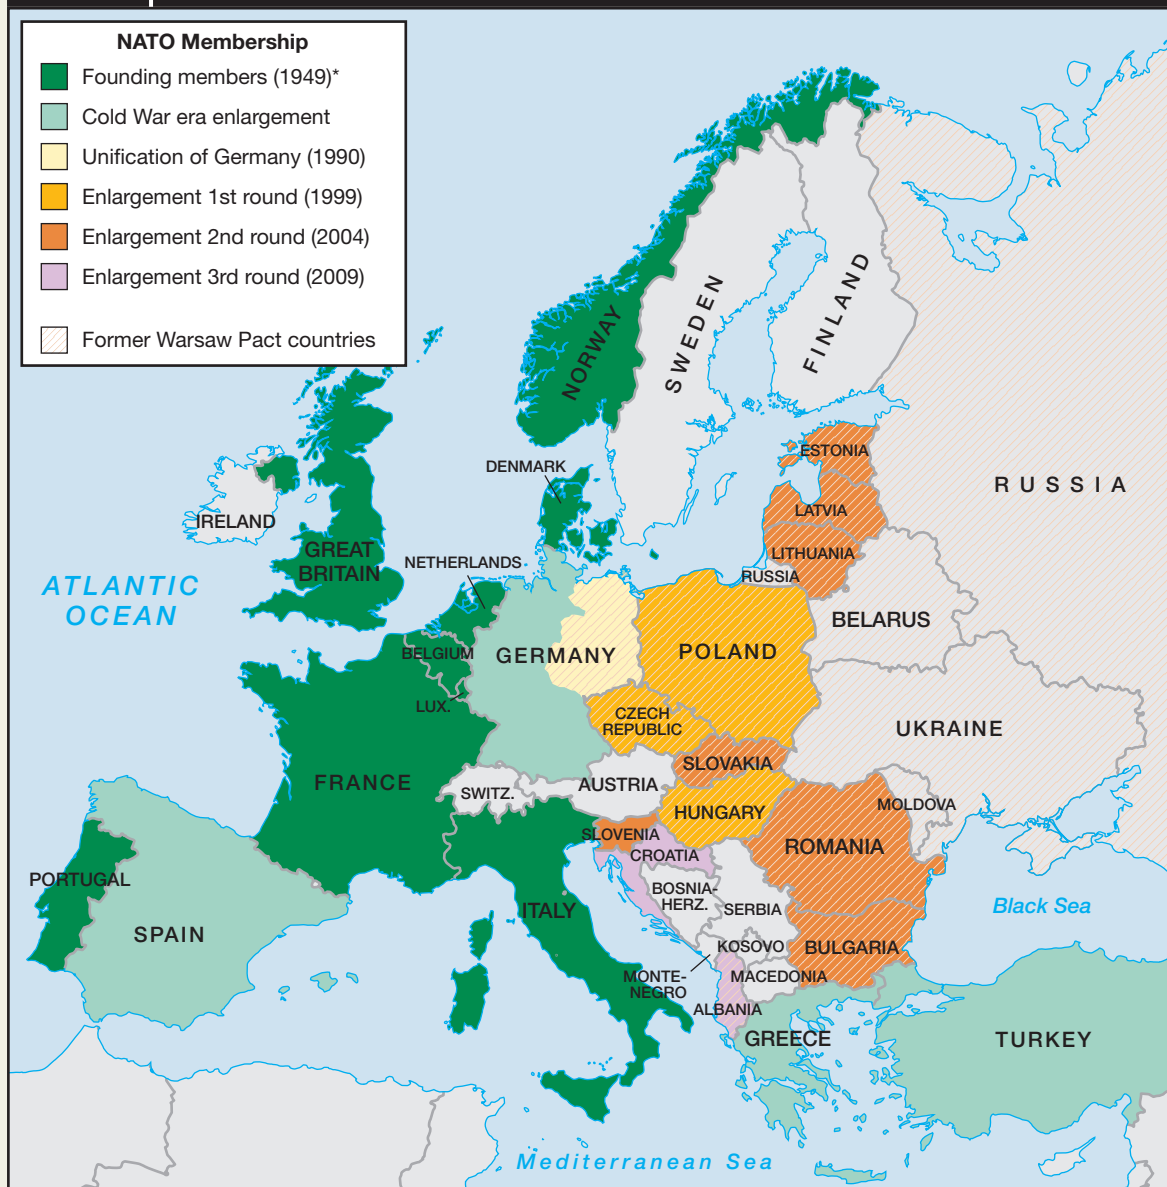 NATO Membership
Founding members (1949)*
Cold War era enlargement
Unification of Germany (1990)
Enlargement 1st round (1999)
Enlargement 2nd round (2004)
Enlargement 3rd round (2009)
Former Warsaw Pact countries
NORWAY
SWEDEN
FINLAND
ESTONIA
RUSSIA
DENMARK
LATVIA
IRELAND
GREAT
BRITAIN
LITHUANIA
NETHERLANDS
RUSSIA
ATLANTIC
OCEAN
BELARUS
BELGIUM
GERMANY
POLAND
LUX.
CZECH
REPUBLIC
UKRAINE
SLOVAKIA
FRANCE
SWITZ.
AUSTRIA
MOLDOVA
HUNGARY
SLOVENIA
ROMANIA
CROATIA
PORTUGAL
BOSNIA-
HERZ.
ITALY
SERBIA
Black Sea
SPAIN
KOSOVO
BULGARIA
MONTE-
NEGRO
MACEDONIA
ALBANIA
GREECE
TURKEY
Mediterranean Sea